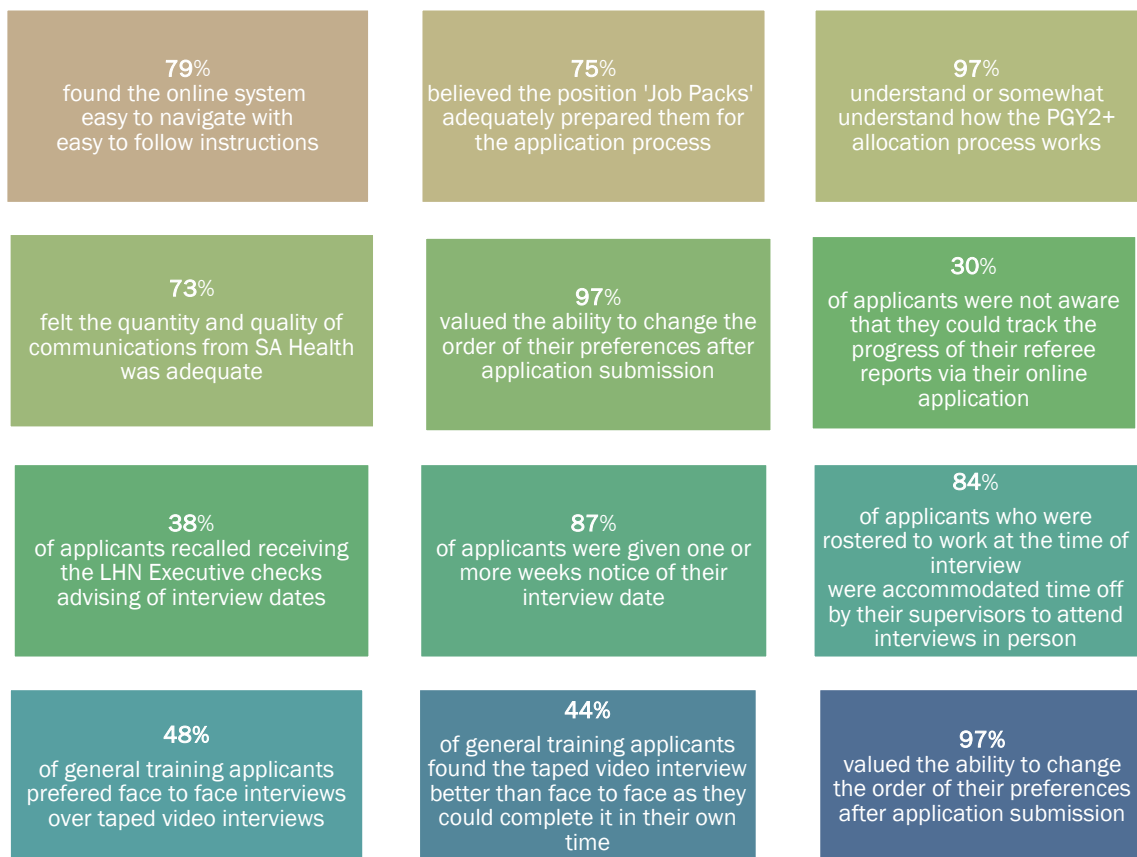 79%
found the online system
easy to navigate with
easy to follow instructions
75%
believed the position 'Job Packs'
adequately prepared them for
the application process
97%
understand or somewhat
understand how the PGY2+
allocation process works
73%
felt the quantity and quality of
communications from SA Health
was adequate
97%
valued the ability to change the
order of their preferences after
application submission
30%
of applicants were not aware
that they could track the
progress of their referee
reports via their online
application
38%
of applicants recalled receiving
the LHN Executive checks
advising of interview dates
87%
of applicants were given one or
more weeks notice of their
interview date
84%
of applicants who were
rostered to work at the time of
interview
were accommodated time off
by their supervisors to attend
interviews in person
48%
of general training applicants
prefered face to face interviews
over taped video interviews
44%
of general training applicants
found the taped video interview
better than face to face as they
could complete it in their own
time
97%
valued the ability to change
the order of their preferences
after application submission